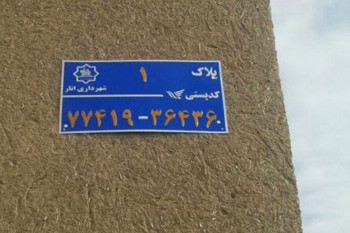 پلاک ۱
شهرداری انار
کدپستی
۷۷۴۱۹-۳۶۴۳۶